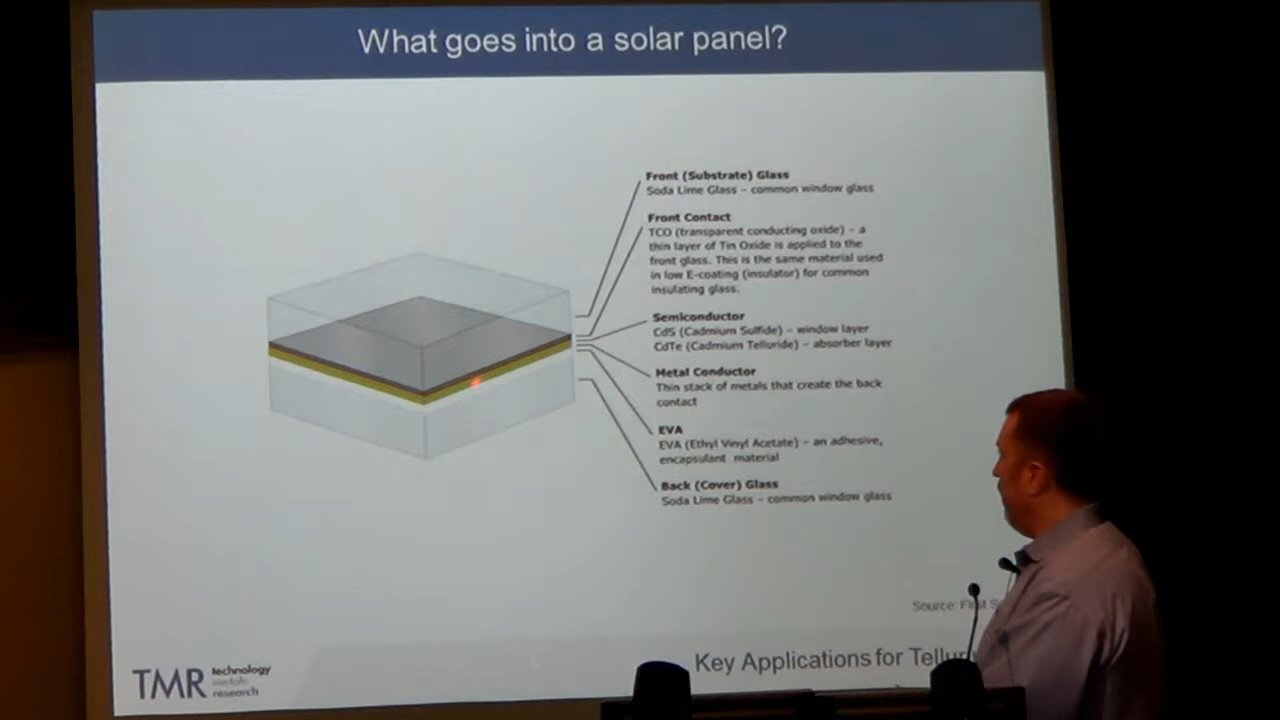 What goes into a solar panel?
Front (Substrate) Glass
Soda Lime Glass – common window glass
Front Contact
TCO (transparent conducting oxide) – a
thin layer of Tin Oxide is applied to the
front glass. This is the same material used
in low E-coating (insulator) for common
insulating glass.
Semiconductor
CdS (Cadmium Sulfide) – window layer
CdTe (Cadmium Telluride) – absorber layer
Metal Conductor
Thin stack of metals that create the back
contact
EVA
EVA (Ethyl Vinyl Acetate) – an adhesive,
encapsulant material
Back (Cover) Glass
Soda Lime Glass – common window glass
Source:
Key Applications for
TMR technology
metals
research